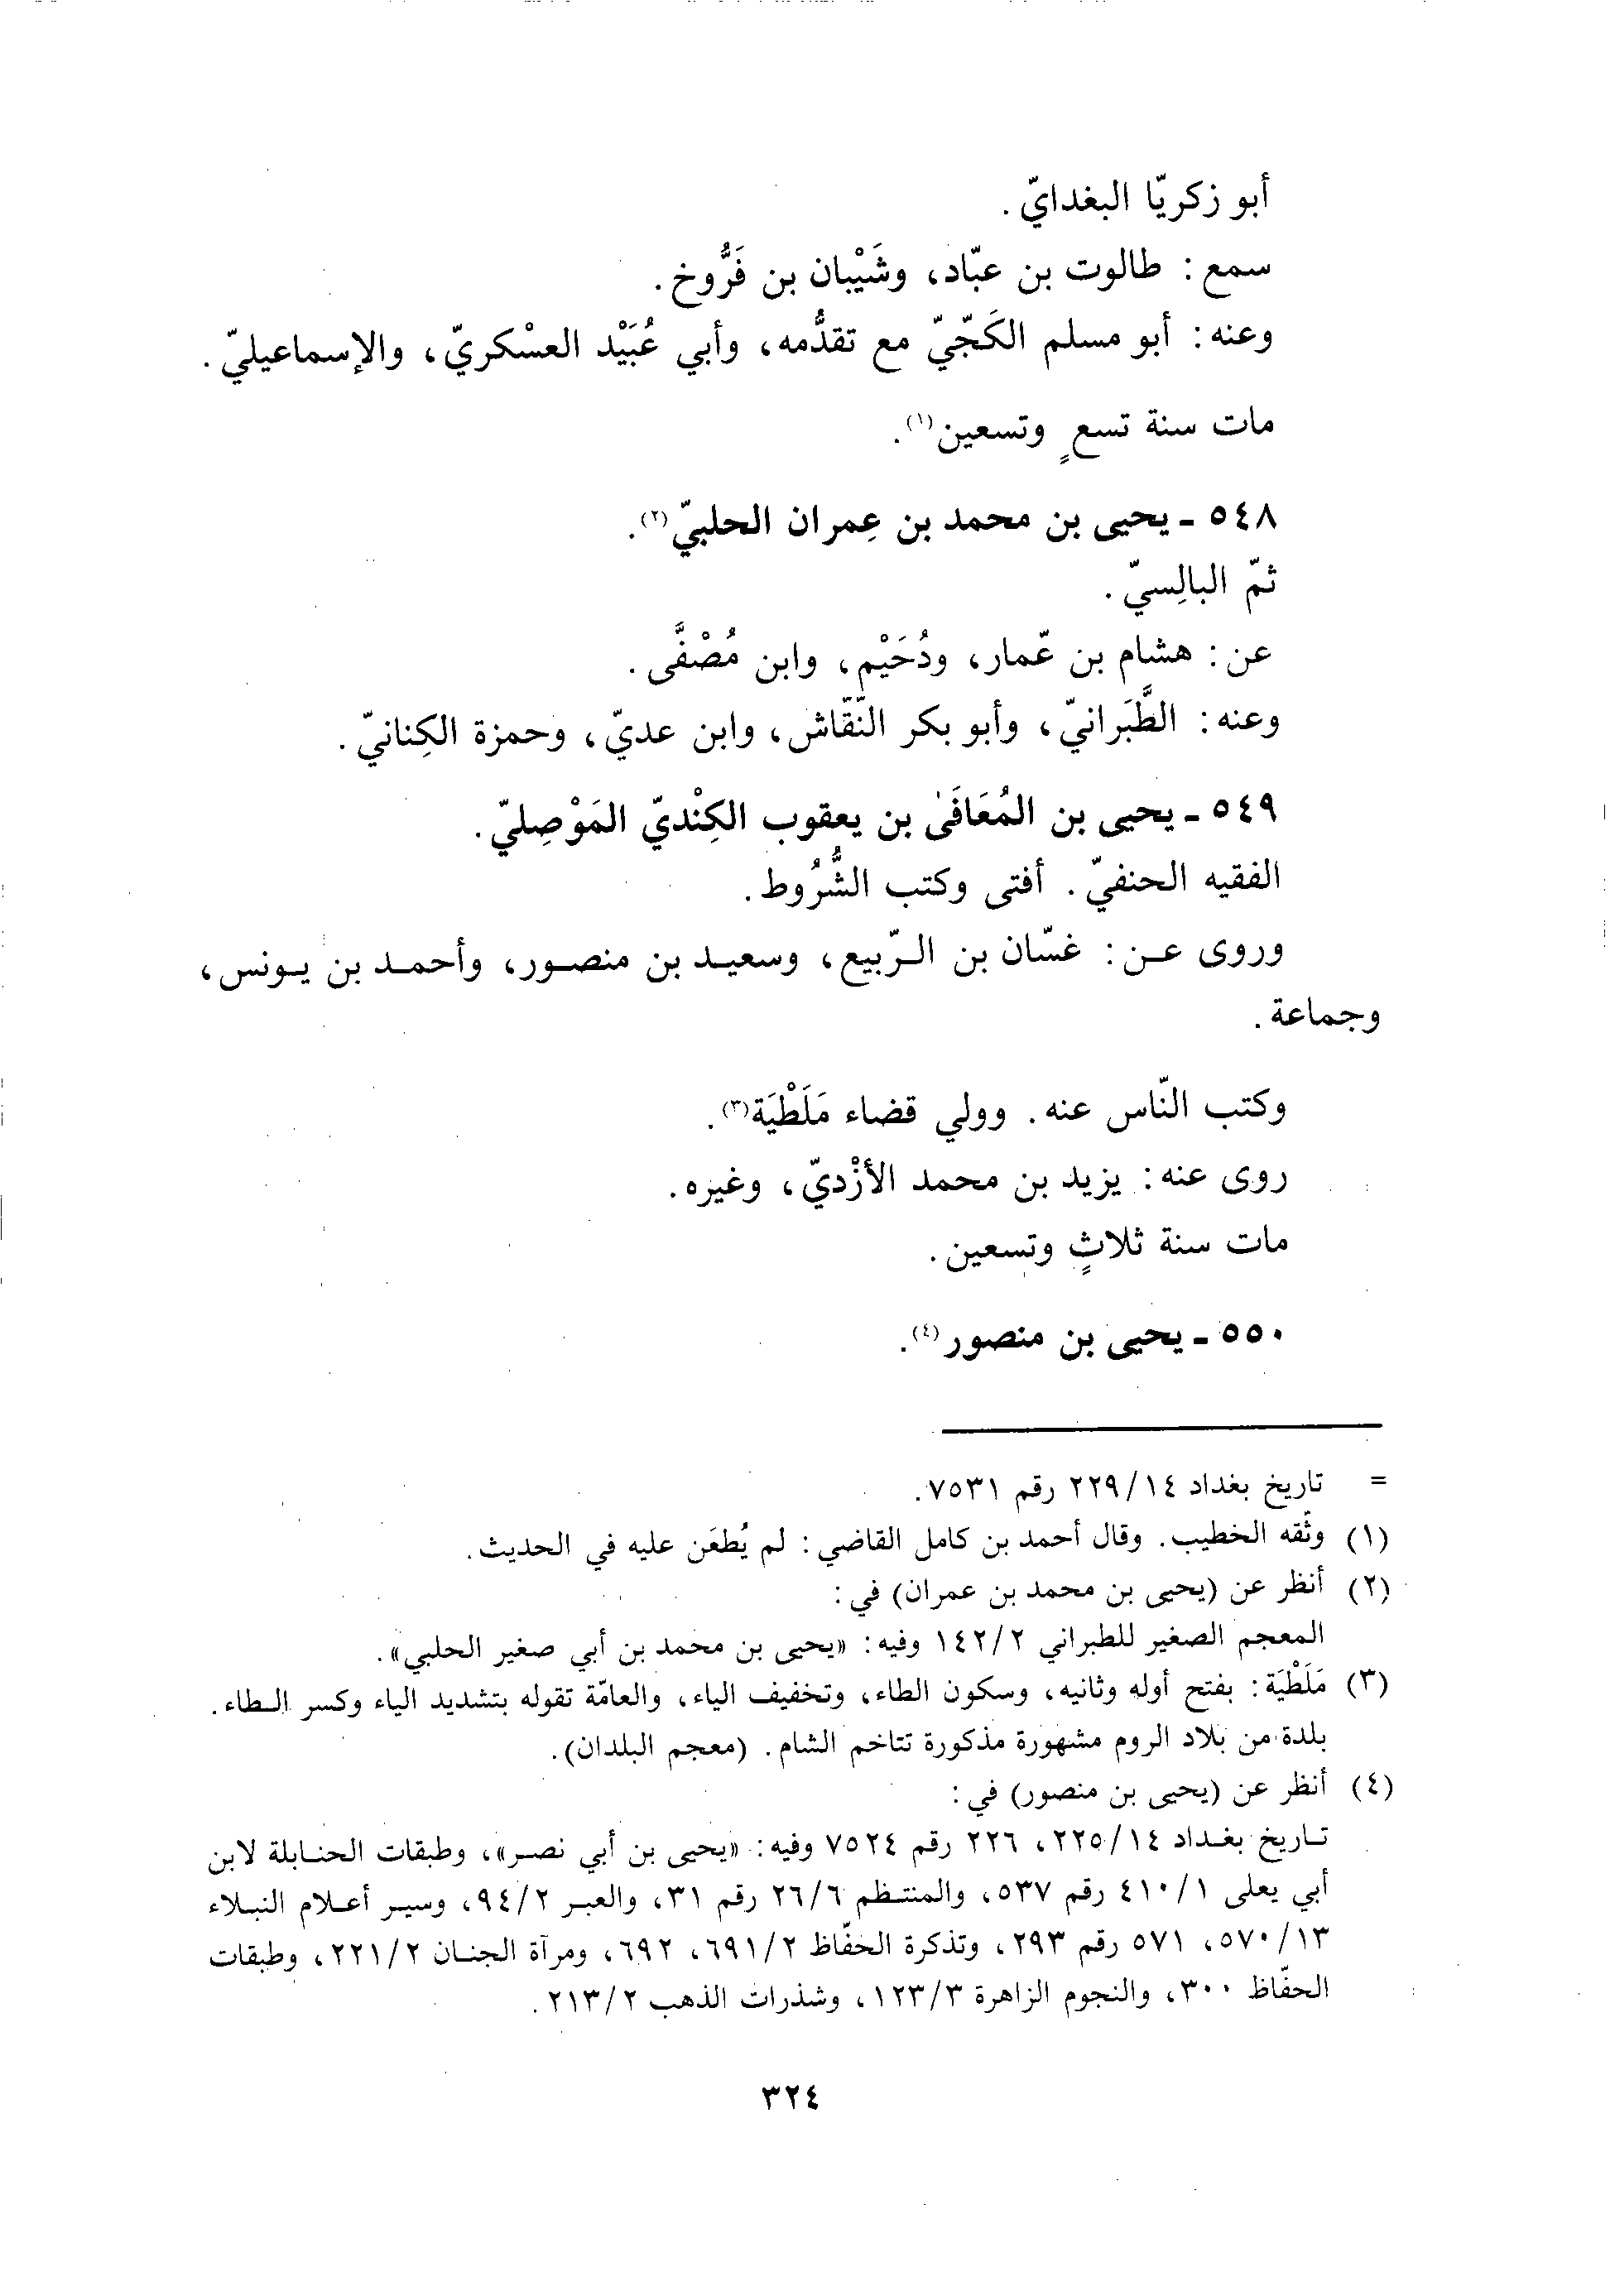 أبو زكريّا البغدايّ.
سمع: طالوت بن عبّاد، وشَيْبان بن فَرُّوخ.
وعنه: أبو مسلم الكَجّيّ مع تقدُّمه، وأبي عُبَيْد العسْكريّ، والإسماعيليّ.
مات سنة تسعٍ وتسعين(١).
٥٤٨ - يحيى بن محمد بن عِمران الحلبيّ(٢).
ثمّ البالِسيّ.
عن: هشام بن عّمار، ودُحَيْم، وابن مُصْفَّى.
وعنه: الطَّبَرانيّ، وأبو بكر النّقّاش، وابن عديّ، وحمزة الكِنانيّ.
٥٤٩ - يحيى بن المُعَافَىٰ بن يعقوب الكِنْديّ المَوْصِليّ.
الفقيه الحنفيّ. أفتى وكتب الشُّرُوط.
وروى عن: غسّان بن الرّبيع، وسعيد بن منصور، وأحمد بن يونس،
وجماعة.
وكتب النّاس عنه. وولي قضاء مَلَطْيَة(٣).
روى عنه: يزيد بن محمد الأزْديّ، وغيره.
مات سنة ثلاثٍ وتسعين.
٥٥٠ - يحيى بن منصور(٤).
= تاريخ بغداد ٢٢٩/١٤ رقم ٧٥٣١.
(١) وثّقه الخطيب. وقال أحمد بن كامل القاضي: لم يُطعَن عليه في الحديث.
(٢) أنظر عن (يحيى بن محمد بن عمران) في:
المعجم الصغير للطبراني ١٤٢/٢ وفيه: «يحيى بن محمد بن أبي صغير الحلبي».
(٣) مَلَطْيَة: بفتح أوله وثانيه، وسكون الطاء، وتخفيف الياء، والعامّة تقوله بتشديد الياء وكسر الطاء.
بلدة من بلاد الروم مشهورة مذكورة تتاخم الشام. (معجم البلدان).
(٤) أنظر عن (يحيى بن منصور) في:
تاريخ بغداد ٢٢٥/١٤، ٢٢٦ رقم ٧٥٢٤ وفيه: «يحيى بن أبي نصر»، وطبقات الحنابلة لابن
أبي يعلى ٤١٠/١ رقم ٥٣٧، والمنتظم ٢٦/٦ رقم ٣١، والعبر ٩٤/٢، وسير أعلام النبلاء
٥٧٠/١٣، ٥٧١ رقم ٢٩٣، وتذكرة الحفّاظ ٦٩١/٢، ٦٩٢، ومرآة الجنان ٢٢١/٢، وطبقات
الحفّاظ ٣٠٠، والنجوم الزاهرة ١٢٣/٣، وشذرات الذهب ٢١٣/٢.
٣٢٤